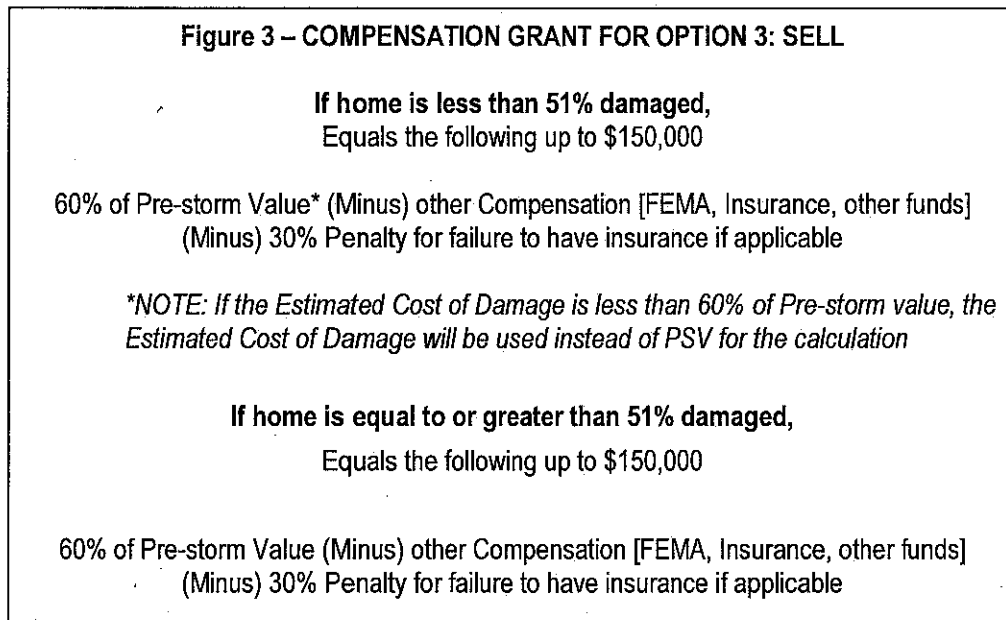 Figure 3 – COMPENSATION GRANT FOR OPTION 3: SELL
If home is less than 51% damaged,
Equals the following up to $150,000
60% of Pre-storm Value* (Minus) other Compensation [FEMA, Insurance, other funds]
(Minus) 30% Penalty for failure to have insurance if applicable
*NOTE: If the Estimated Cost of Damage is less than 60% of Pre-storm value, the
Estimated Cost of Damage will be used instead of PSV for the calculation
If home is equal to or greater than 51% damaged,
Equals the following up to $150,000
60% of Pre-storm Value (Minus) other Compensation [FEMA, Insurance, other funds]
(Minus) 30% Penalty for failure to have insurance if applicable